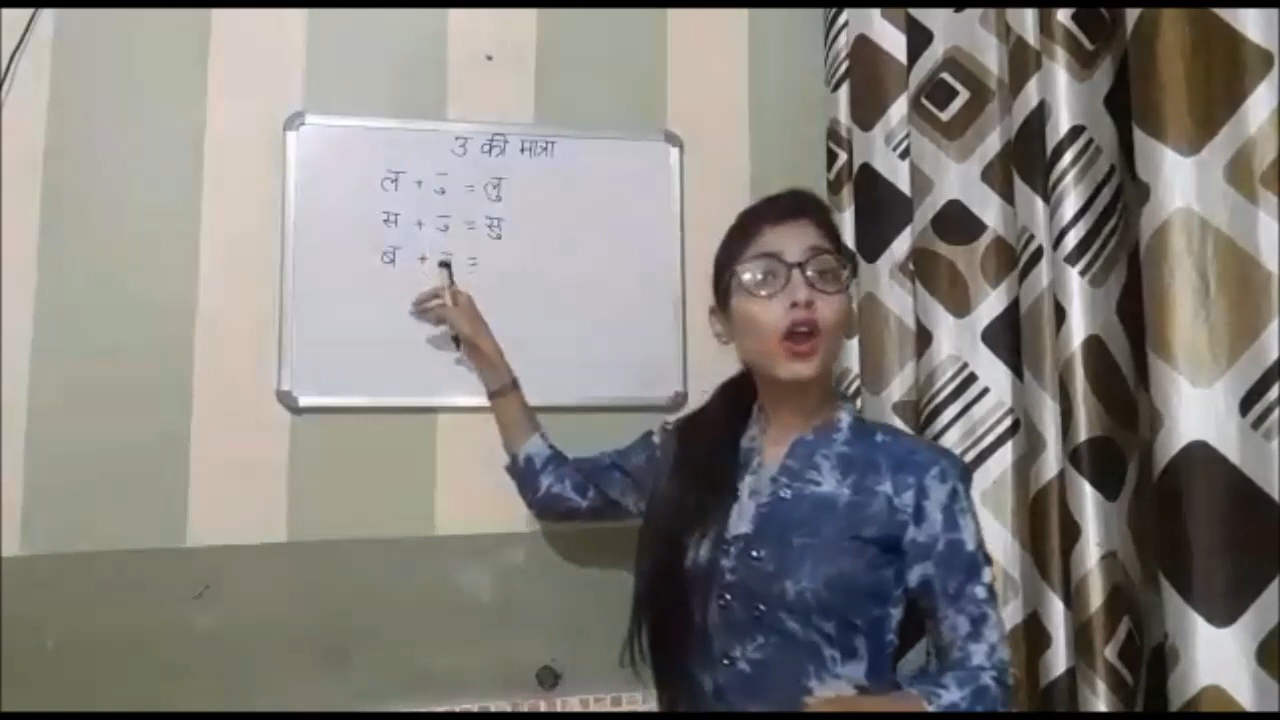 उ की मात्रा
ल + ु = लु
स + ु = सु
ब + ु =